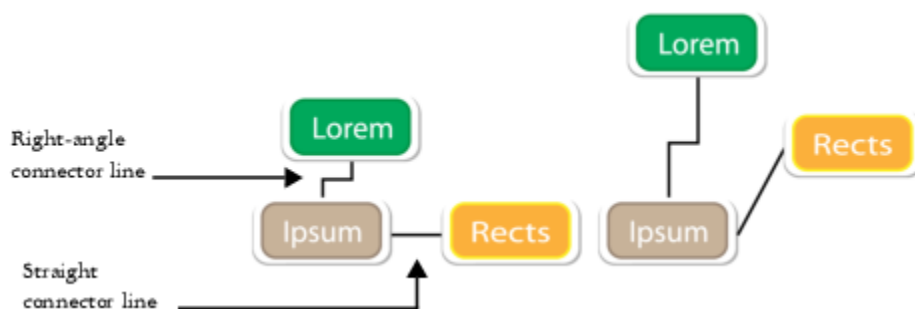 Lorem
Lorem
Right-angle
connector line
Rects
Ipsum
Rects
Ipsum
Straight
connector line